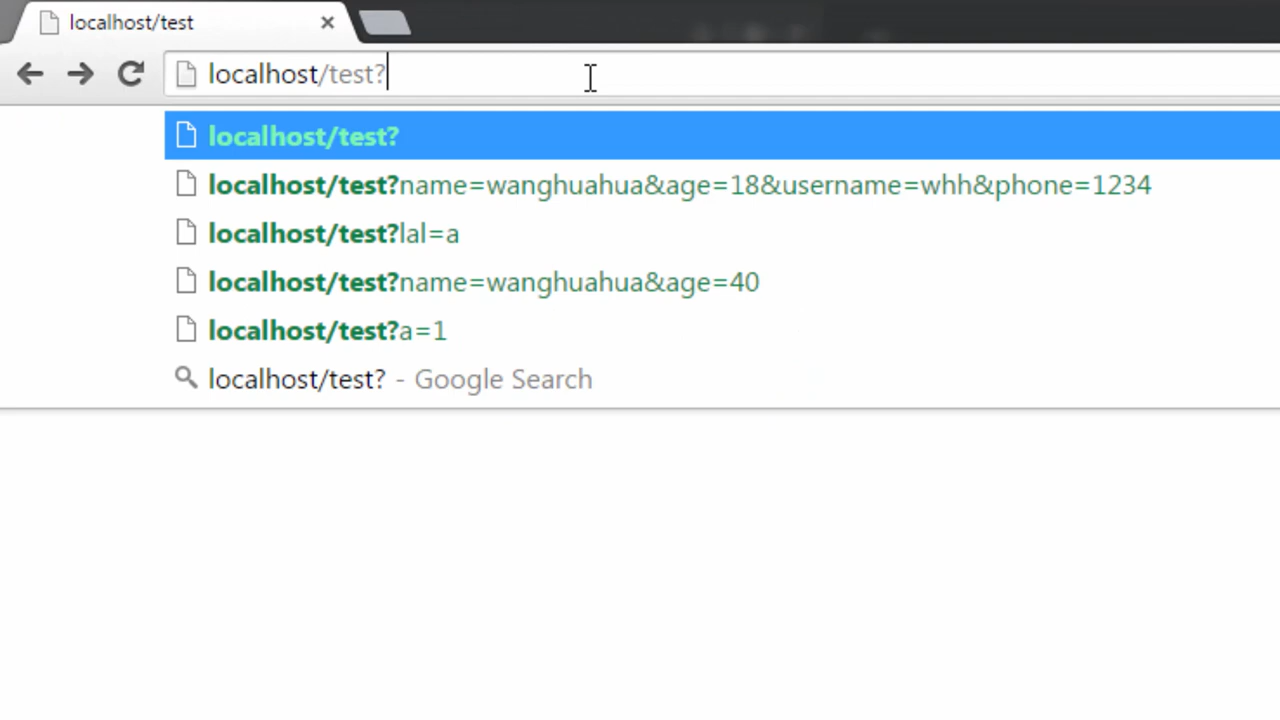 localhost/test
localhost/test?
localhost/test?
localhost/test?name=wanghuahua&age=18&username=whh&phone=1234
localhost/test?lal=a
localhost/test?name=wanghuahua&age=40
localhost/test?a=1
localhost/test? - Google Search